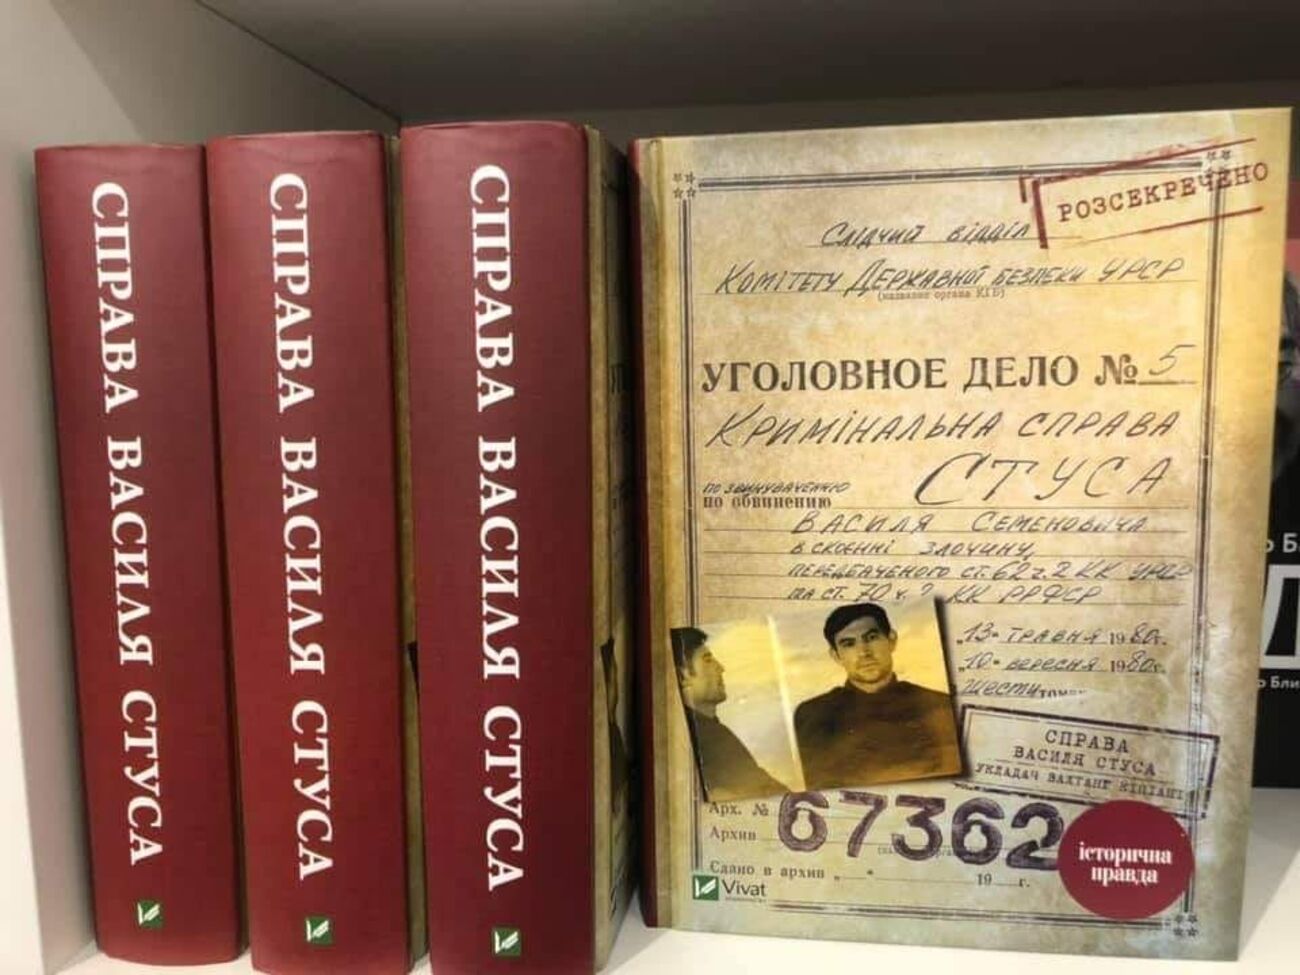 СПРАВА ВАСИЛЯ СТУСА
СПРАВА ВАСИЛЯ СТУСА
СПРАВА ВАСИЛЯ СТУСА
РОЗСЕКРЕЧЕНО
Слідчий відділ
Комітету Державної безпеки УРСР
(название органа КГБ)
УГОЛОВНОЕ ДЕЛО № 5
Кримінальна справа
Стуса
по звинуваченню
по обвинению
Василя Семеновича
в скоєнні злочину,
передбаченого ст. 62 ч. 2 КК УРСР
та ст. 70 ч. 2 КК РРФСР
„13" травня 1980г.
„10" вересня 1980г.
шести
СПРАВА
ВАСИЛЯ СТУСА
УКЛАДАЧ ВАХТАНГ КІПІАНІ
Арх. №
67362
Архив
Сдано в архив „ " 19 г.
Vivat
історична
правда